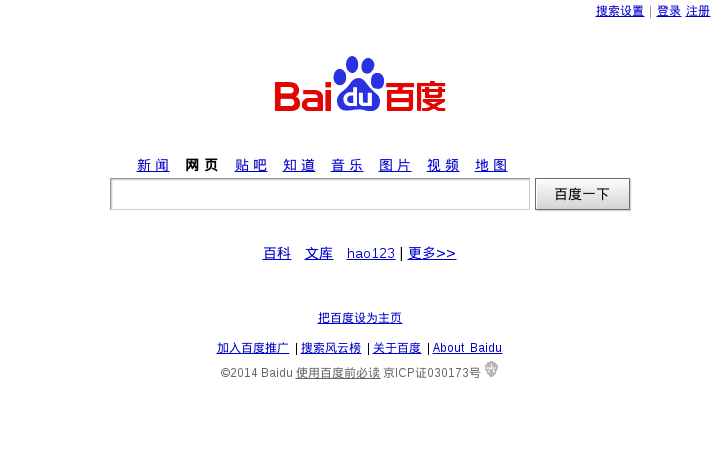 搜索设置 | 登录 注册
Bai du 百度
新 闻 网 页 贴 吧 知 道 音 乐 图 片 视 频 地 图
百度一下
百科 文库 hao123 | 更多>>
把百度设为主页
加入百度推广 | 搜索风云榜 | 关于百度 | About Baidu
©2014 Baidu 使用百度前必读 京ICP证030173号